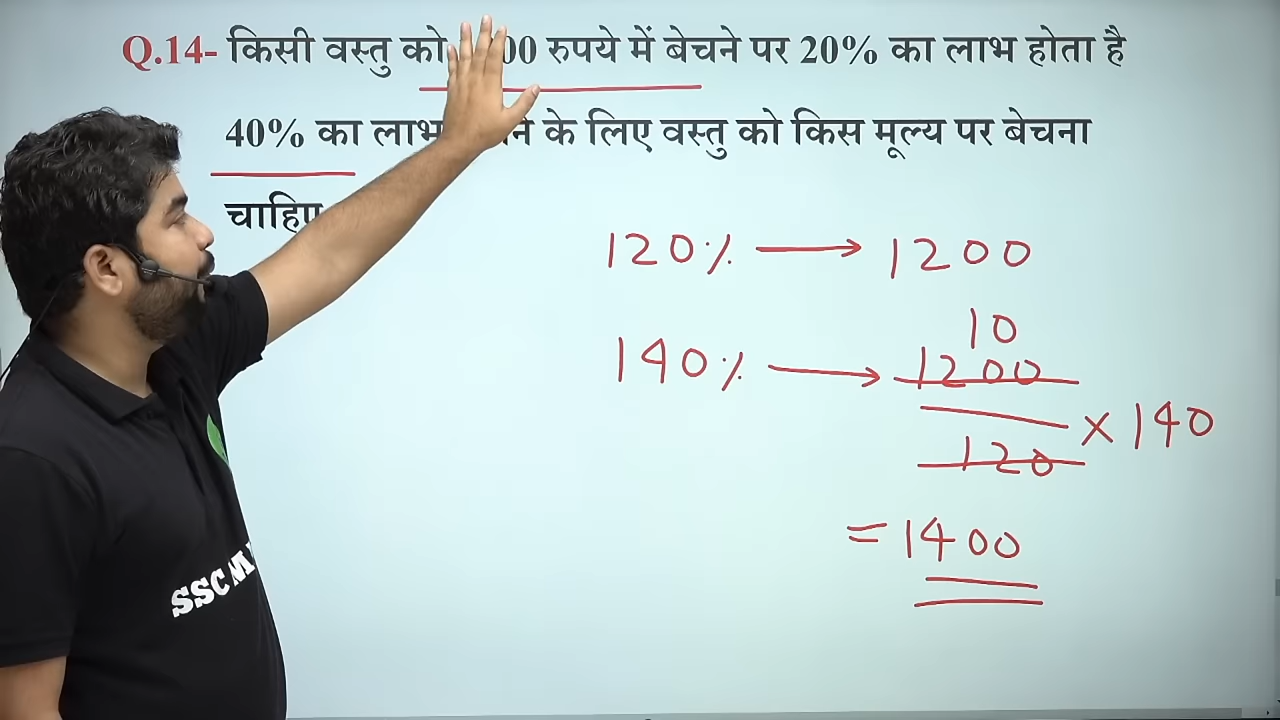 Q.14- किसी वस्तु को 00 रुपये में बेचने पर 20% का लाभ होता है
40% का लाभ के लिए वस्तु को किस मूल्य पर बेचना
चाहिए
120% → 1200
10
140% → 1200
120 × 140
= 1400
SSC